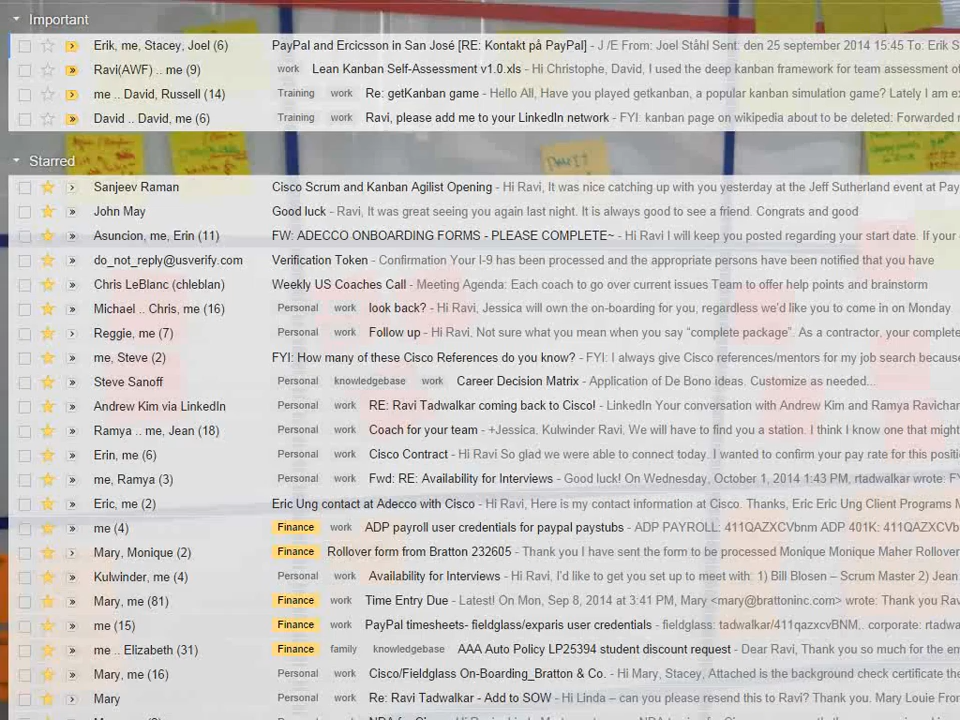 Important
Erik, me, Stacey, Joel (6) PayPal and Ercicsson in San José [RE: Kontakt på PayPal] - J /E From: Joel Ståhl Sent: den 25 september 2014 15:45 To: Erik S
Ravi(AWF) .. me (9) work Lean Kanban Self-Assessment v1.0.xls - Hi Christophe, David, I used the deep kanban framework for team assessment of
me .. David, Russell (14) Training work Re: getKanban game - Hello All, Have you played getkanban, a popular kanban simulation game? Lately I am ex
David .. David, me (6) Training work Ravi, please add me to your LinkedIn network - FYI: kanban page on wikipedia about to be deleted: Forwarded
Starred
Sanjeev Raman Cisco Scrum and Kanban Agilist Opening - Hi Ravi, It was nice catching up with you yesterday at the Jeff Sutherland event at Pay
John May Good luck - Ravi, It was great seeing you again last night. It is always good to see a friend. Congrats and good
Asuncion, me, Erin (11) FW: ADECCO ONBOARDING FORMS - PLEASE COMPLETE~ - Hi Ravi I will keep you posted regarding your start date. If your
do_not_reply@usverify.com Verification Token - Confirmation Your I-9 has been processed and the appropriate persons have been notified that you have
Chris LeBlanc (chleblan) Weekly US Coaches Call - Meeting Agenda: Each coach to go over current issues Team to offer help points and brainstorm
Michael .. Chris, me (16) Personal work look back? - Hi Ravi, Jessica will own the on-boarding for you, regardless we'd like you to come in on Monday
Reggie, me (7) Personal work Follow up - Hi Ravi, Not sure what you mean when you say "complete package". As a contractor, your complete
me, Steve (2) FYI: How many of these Cisco References do you know? - FYI: I always give Cisco references/mentors for my job search because
Steve Sanoff Personal knowledgebase work Career Decision Matrix - Application of De Bono ideas. Customize as needed...
Andrew Kim via LinkedIn Personal work RE: Ravi Tadwalkar coming back to Cisco! - LinkedIn Your conversation with Andrew Kim and Ramya Ravichar
Ramya .. me, Jean (18) Personal work Coach for your team - +Jessica. Kulwinder Ravi, We will have to find you a station. I think I know one that might
Erin, me (6) Personal work Cisco Contract - Hi Ravi So glad we were able to connect today. I wanted to confirm your pay rate for this positi
me, Ramya (3) Personal work Fwd: RE: Availability for Interviews - Good luck! On Wednesday, October 1, 2014 1:43 PM, rtadwalkar wrote: FY
Eric, me (2) Eric Ung contact at Adecco with Cisco - Hi Ravi, Here is my contact information at Cisco. Thanks, Eric Eric Ung Client Programs
me (4) Finance work ADP payroll user credentials for paypal paystubs - ADP PAYROLL: 411QAZXCVbnm ADP 401K: 411QAZXCV
Mary, Monique (2) Finance Rollover form from Bratton 232605 - Thank you I have sent the form to be processed Monique Monique Maher Rollover
Kulwinder, me (4) Personal work Availability for Interviews - Hi Ravi, I'd like to get you set up to meet with: 1) Bill Blosen – Scrum Master 2) Jean
Mary, me (81) Finance work Time Entry Due - Latest! On Mon, Sep 8, 2014 at 3:41 PM, Mary <mary@brattoninc.com> wrote: Thank you Rav
me (15) Finance work PayPal timesheets- fieldglass/exparis user credentials - fieldglass: tadwalkar/411qazxcvBNM, corporate: rtadwa
me .. Elizabeth (31) Finance family knowledgebase AAA Auto Policy LP25394 student discount request - Dear Ravi, Thank you so much for the em
Mary, me (16) Personal work Cisco/Fieldglass On-Boarding_Bratton & Co. - Hi Mary, Stacey, Attached is the background check certificate the
Mary Personal work Re: Ravi Tadwalkar - Add to SOW - Hi Linda – can you please resend this to Ravi? Thank you. Mary Louie From